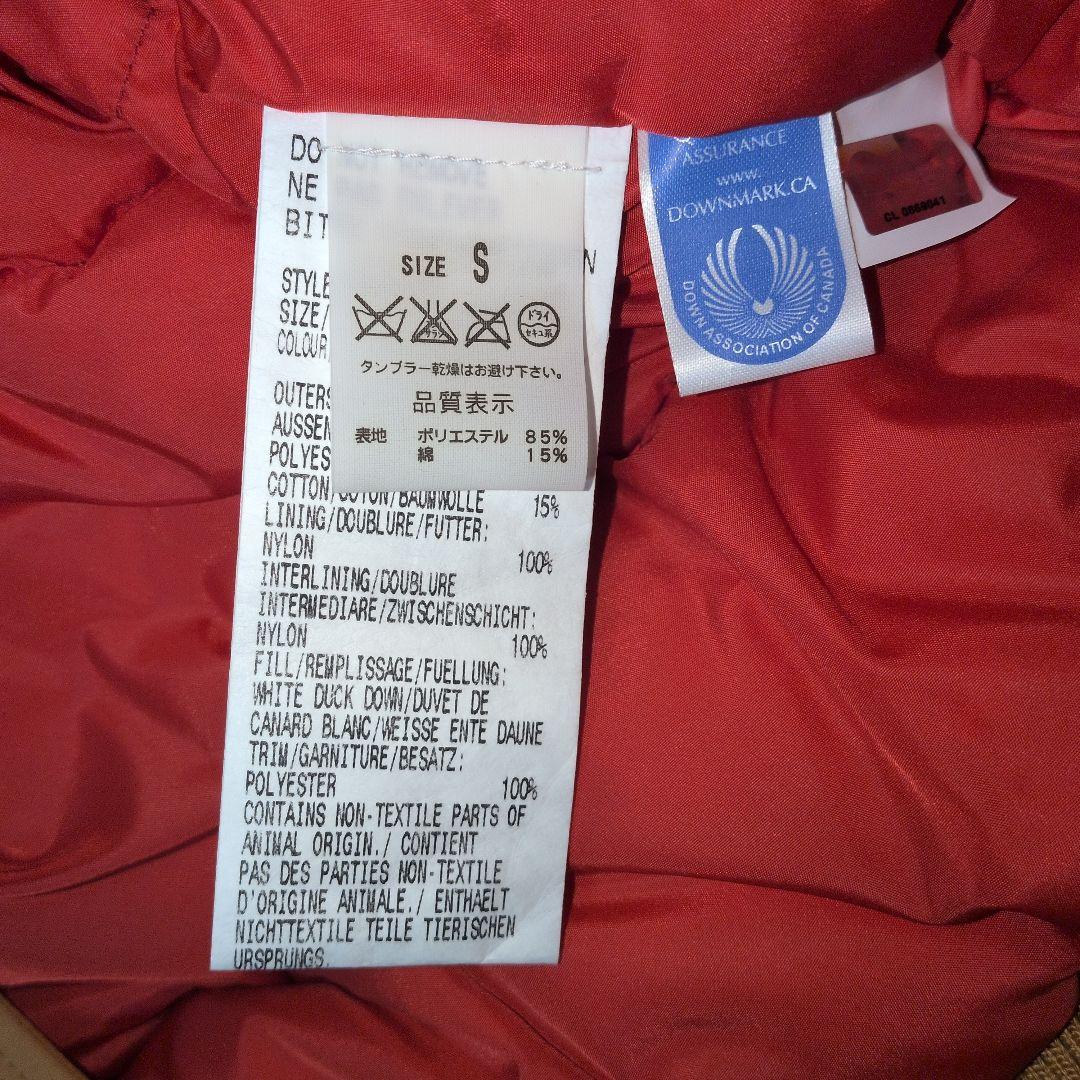 DO
NE
BIT
N
STYLE
SIZE/
COLOUR
OUTERS
AUSSEN
POLYES
COTTON/COTON/BAUMWOLLE 15%
LINING/DOUBLURE/FUTTER:
NYLON 100%
INTERLINING/DOUBLURE
INTERMEDIARE/ZWISCHENSCHICHT:
NYLON 100%
FILL/REMPLISSAGE/FUELLUNG:
WHITE DUCK DOWN/DUVET DE
CANARD BLANC/WEISSE ENTE DAUNE
TRIM/GARNITURE/BESATZ:
POLYESTER 100%
CONTAINS NON-TEXTILE PARTS OF
ANIMAL ORIGIN./ CONTIENT
PAS DES PARTIES NON-TEXTILE
D'ORIGINE ANIMALE./ ENTHAELT
NICHTTEXTILE TEILE TIERISCHEN
URSPRUNGS.
SIZE S
ドライ
セキユ系
タンブラー乾燥はお避け下さい。
品質表示
表地 ポリエステル 85%
綿 15%
ASSURANCE
www.
DOWNMARK.CA
DOWN ASSOCIATION OF CANADA
CL 0869041